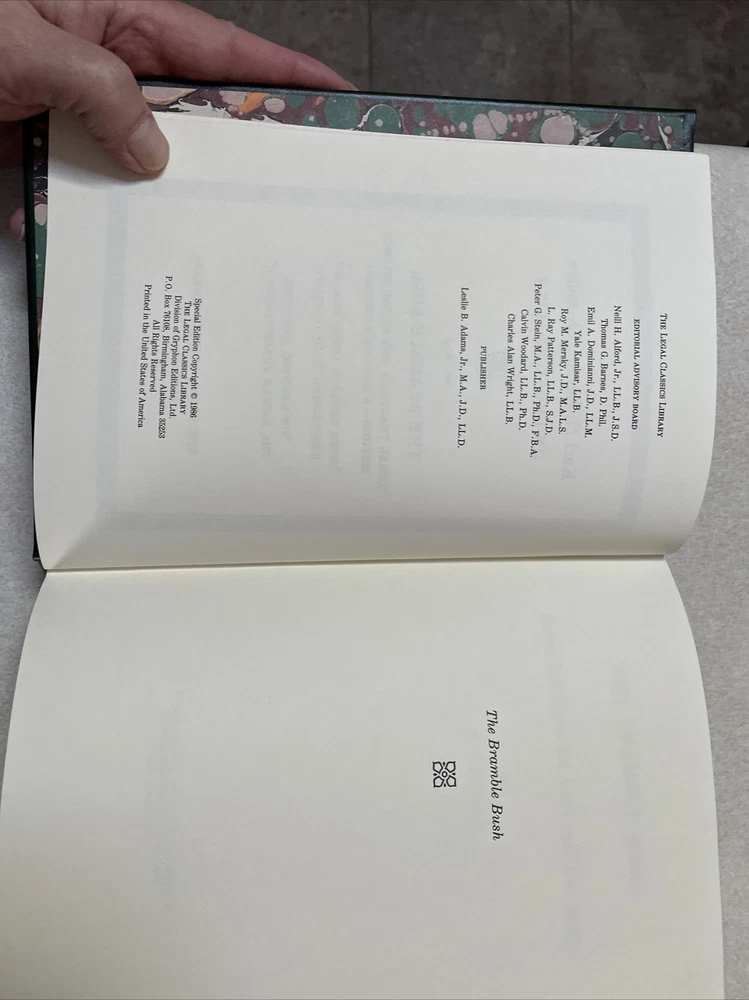 THE LEGAL CLASSICS LIBRARY
EDITORIAL ADVISORY BOARD
Neill H. Alford, Jr., LL.B., J.S.D.
Thomas G. Barnes, D. Phil.
Emil A. Dominianni, J.D., LL.M.
Yale Kamisar, LL.B.
Roy M. Mersky, J.D., M.A.L.S.
L. Ray Patterson, LL.B., S.J.D.
Peter G. Stein, M.A., LL.B., Ph.D., F.B.A.
Calvin Woodard, LL.B., Ph.D.
Charles Alan Wright, LL.B.
PUBLISHER
Leslie B. Adams, Jr., M.A., J.D., LL.D.
Special Edition Copyright © 1986
THE LEGAL CLASSICS LIBRARY
Division of Gryphon Editions, Ltd.
P.O. Box 76108, Birmingham, Alabama 35253
All Rights Reserved
Printed in the United States of America
The Bramble Bush